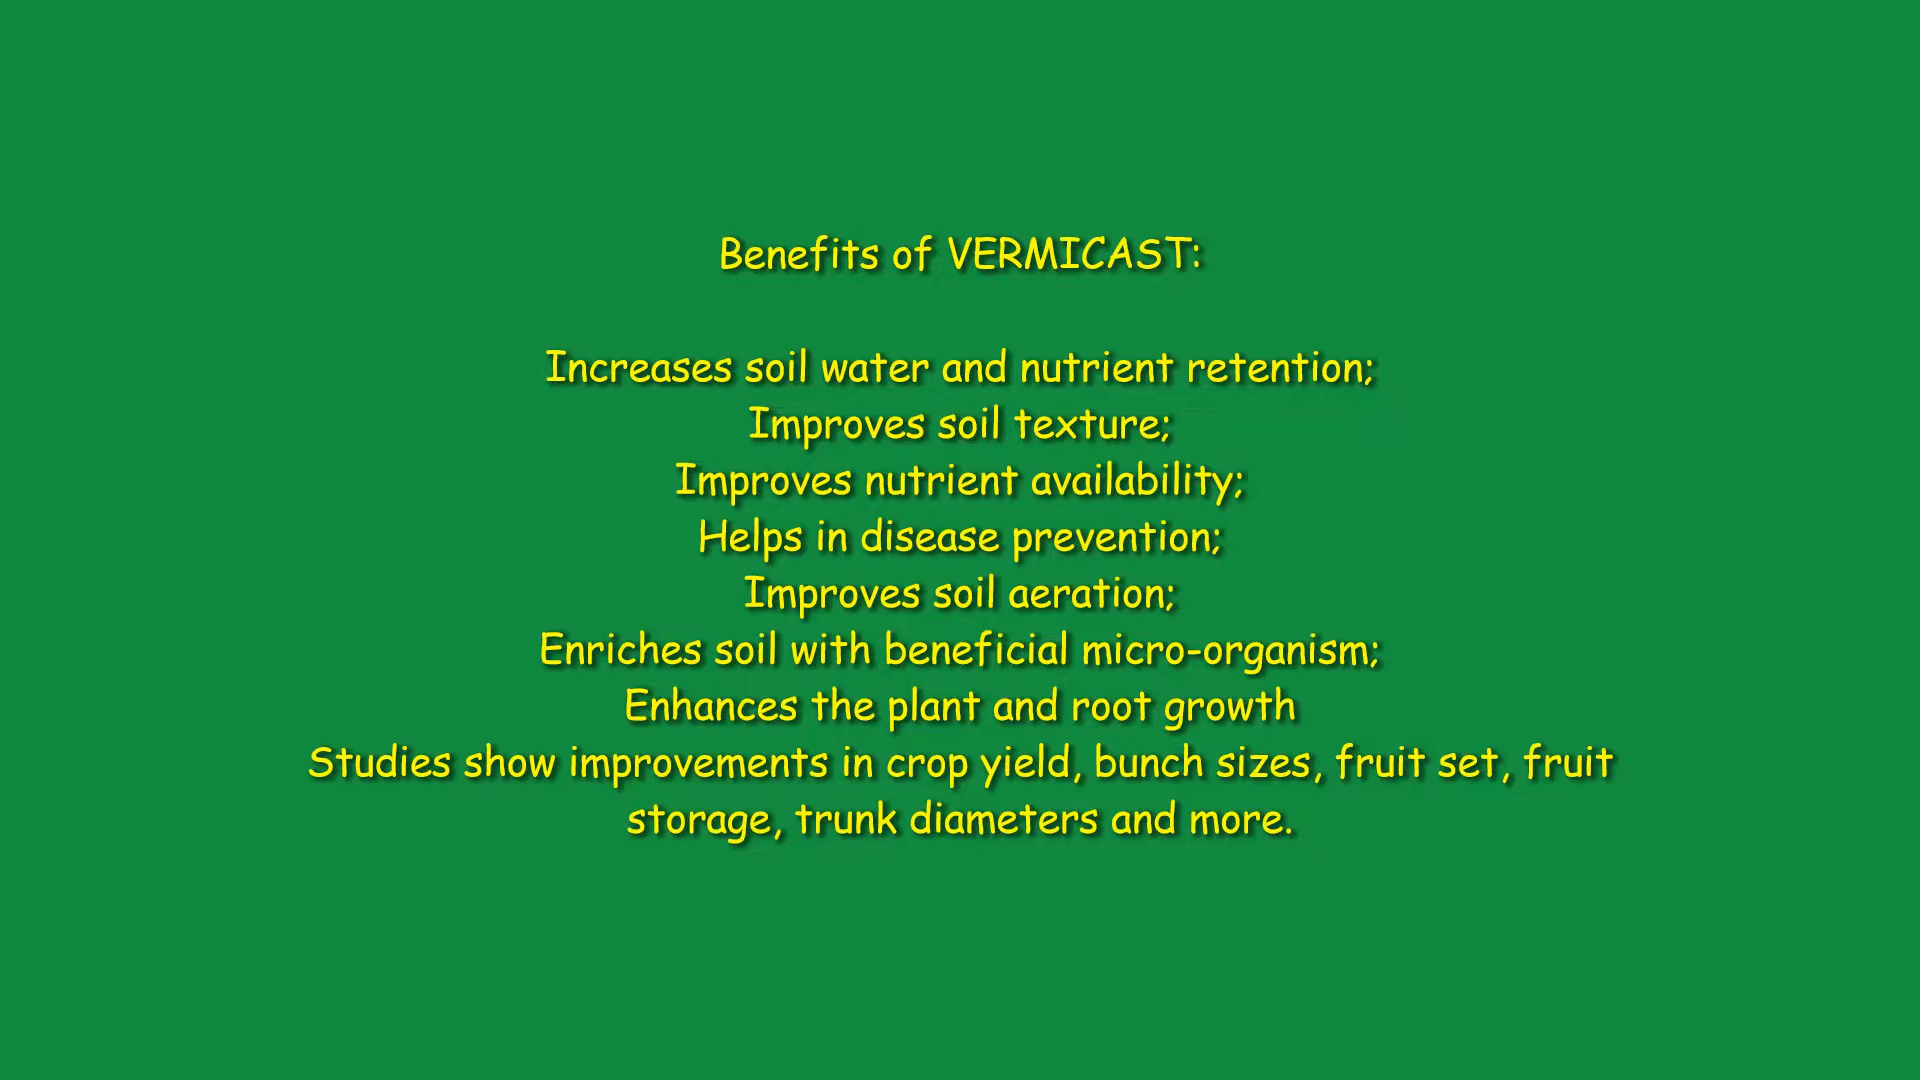 Benefits of VERMICAST:
Increases soil water and nutrient retention;
Improves soil texture;
Improves nutrient availability;
Helps in disease prevention;
Improves soil aeration;
Enriches soil with beneficial micro-organism;
Enhances the plant and root growth
Studies show improvements in crop yield, bunch sizes, fruit set, fruit
storage, trunk diameters and more.